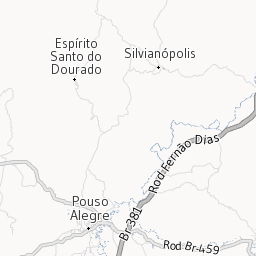 Espírito
Santo do
Dourado
Silvianópolis
Rod Fernão Dias
Pouso
Alegre
Br-381
Rod Br-459